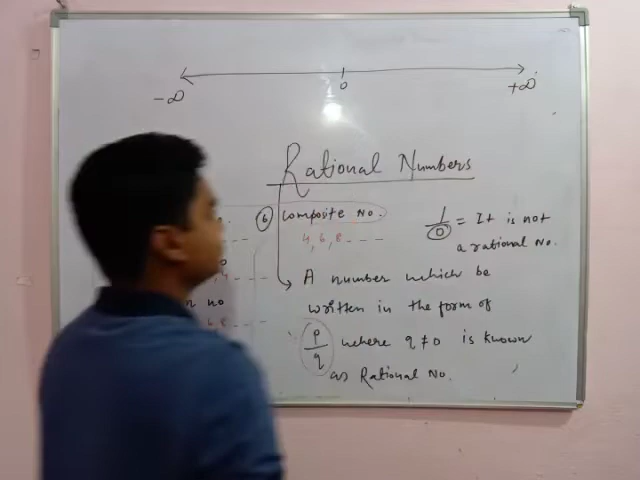 -∞ 0 +∞
Rational Numbers
⑥ Composite No.
4, 6, 8 - - - -
1/0 = It is not
a rational No.
→ A number which be
written in the form of
p/q where q ≠ 0 is known
as Rational No.
no